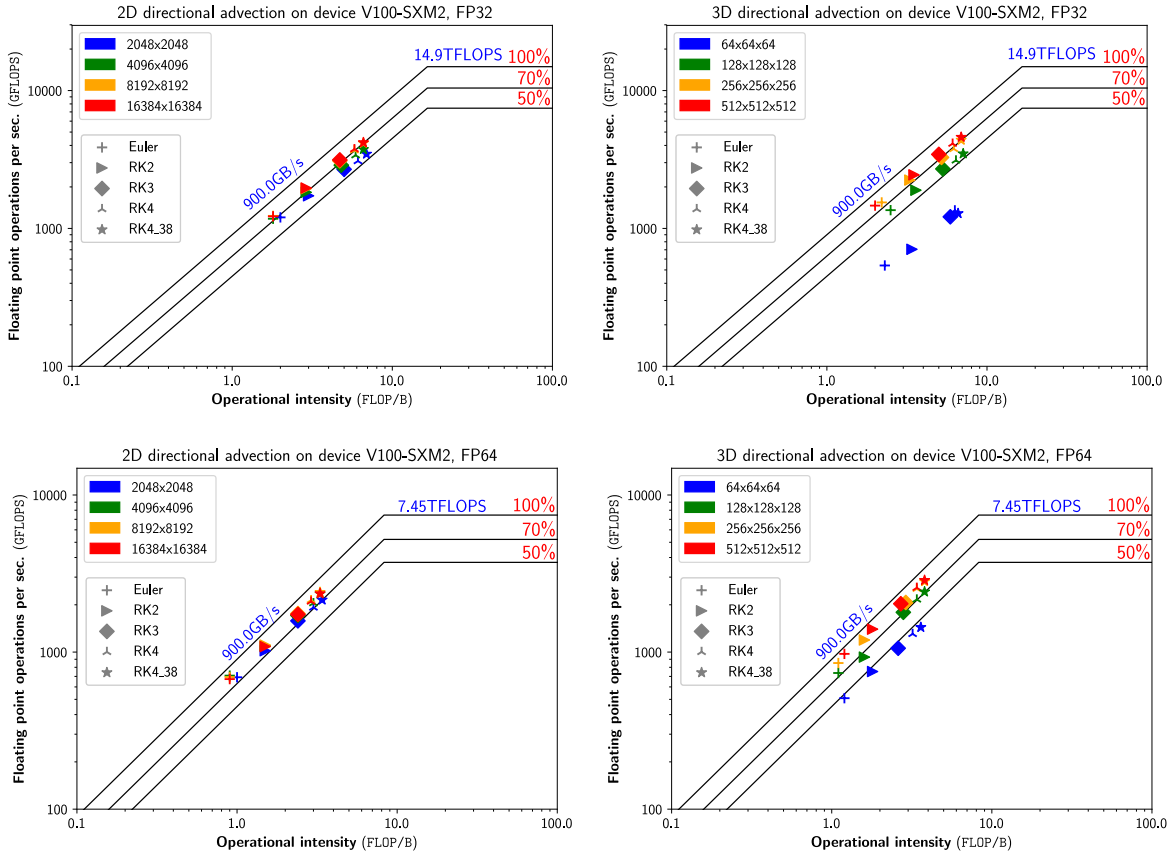 2D directional advection on device V100-SXM2, FP32
2048x2048
4096x4096
8192x8192
16384x16384
Euler
RK2
RK3
RK4
RK4_38
14.9TFLOPS
100%
70%
50%
900.0GB/s
10000
1000
100
0.1
1.0
10.0
100.0
Floating point operations per sec. (GFLOPS)
Operational intensity (FLOP/B)
3D directional advection on device V100-SXM2, FP32
64x64x64
128x128x128
256x256x256
512x512x512
Euler
RK2
RK3
RK4
RK4_38
14.9TFLOPS
100%
70%
50%
900.0GB/s
10000
1000
100
0.1
1.0
10.0
100.0
Floating point operations per sec. (GFLOPS)
Operational intensity (FLOP/B)
2D directional advection on device V100-SXM2, FP64
2048x2048
4096x4096
8192x8192
16384x16384
Euler
RK2
RK3
RK4
RK4_38
7.45TFLOPS
100%
70%
50%
900.0GB/s
10000
1000
100
0.1
1.0
10.0
100.0
Floating point operations per sec. (GFLOPS)
Operational intensity (FLOP/B)
3D directional advection on device V100-SXM2, FP64
64x64x64
128x128x128
256x256x256
512x512x512
Euler
RK2
RK3
RK4
RK4_38
7.45TFLOPS
100%
70%
50%
900.0GB/s
10000
1000
100
0.1
1.0
10.0
100.0
Floating point operations per sec. (GFLOPS)
Operational intensity (FLOP/B)